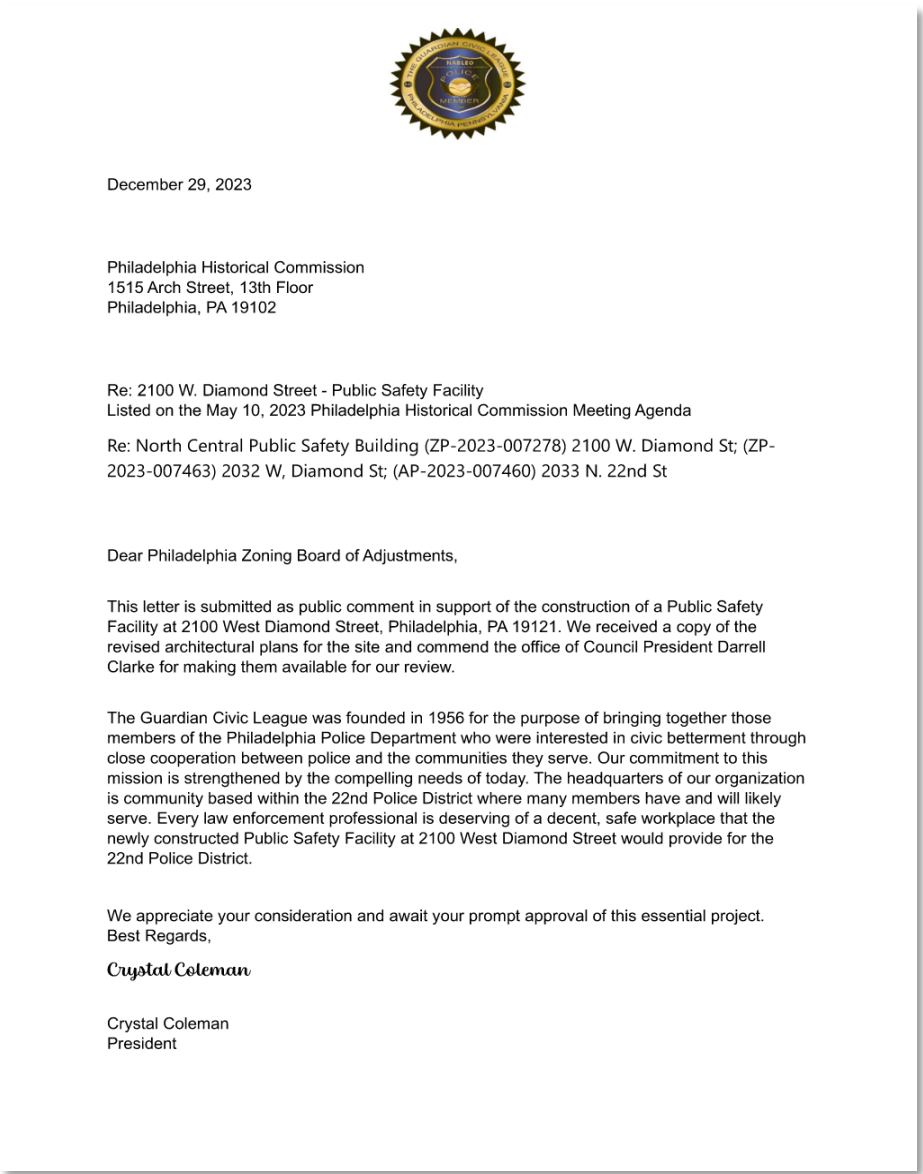 THE GUARDIAN CIVIC LEAGUE
NABLEO
POLICE
MEMBER
PHILADELPHIA PENNSYLVANIA
December 29, 2023
Philadelphia Historical Commission
1515 Arch Street, 13th Floor
Philadelphia, PA 19102
Re: 2100 W. Diamond Street - Public Safety Facility
Listed on the May 10, 2023 Philadelphia Historical Commission Meeting Agenda
Re: North Central Public Safety Building (ZP-2023-007278) 2100 W. Diamond St; (ZP-
2023-007463) 2032 W, Diamond St; (AP-2023-007460) 2033 N. 22nd St
Dear Philadelphia Zoning Board of Adjustments,
This letter is submitted as public comment in support of the construction of a Public Safety
Facility at 2100 West Diamond Street, Philadelphia, PA 19121. We received a copy of the
revised architectural plans for the site and commend the office of Council President Darrell
Clarke for making them available for our review.
The Guardian Civic League was founded in 1956 for the purpose of bringing together those
members of the Philadelphia Police Department who were interested in civic betterment through
close cooperation between police and the communities they serve. Our commitment to this
mission is strengthened by the compelling needs of today. The headquarters of our organization
is community based within the 22nd Police District where many members have and will likely
serve. Every law enforcement professional is deserving of a decent, safe workplace that the
newly constructed Public Safety Facility at 2100 West Diamond Street would provide for the
22nd Police District.
We appreciate your consideration and await your prompt approval of this essential project.
Best Regards,
Crystal Coleman
Crystal Coleman
President